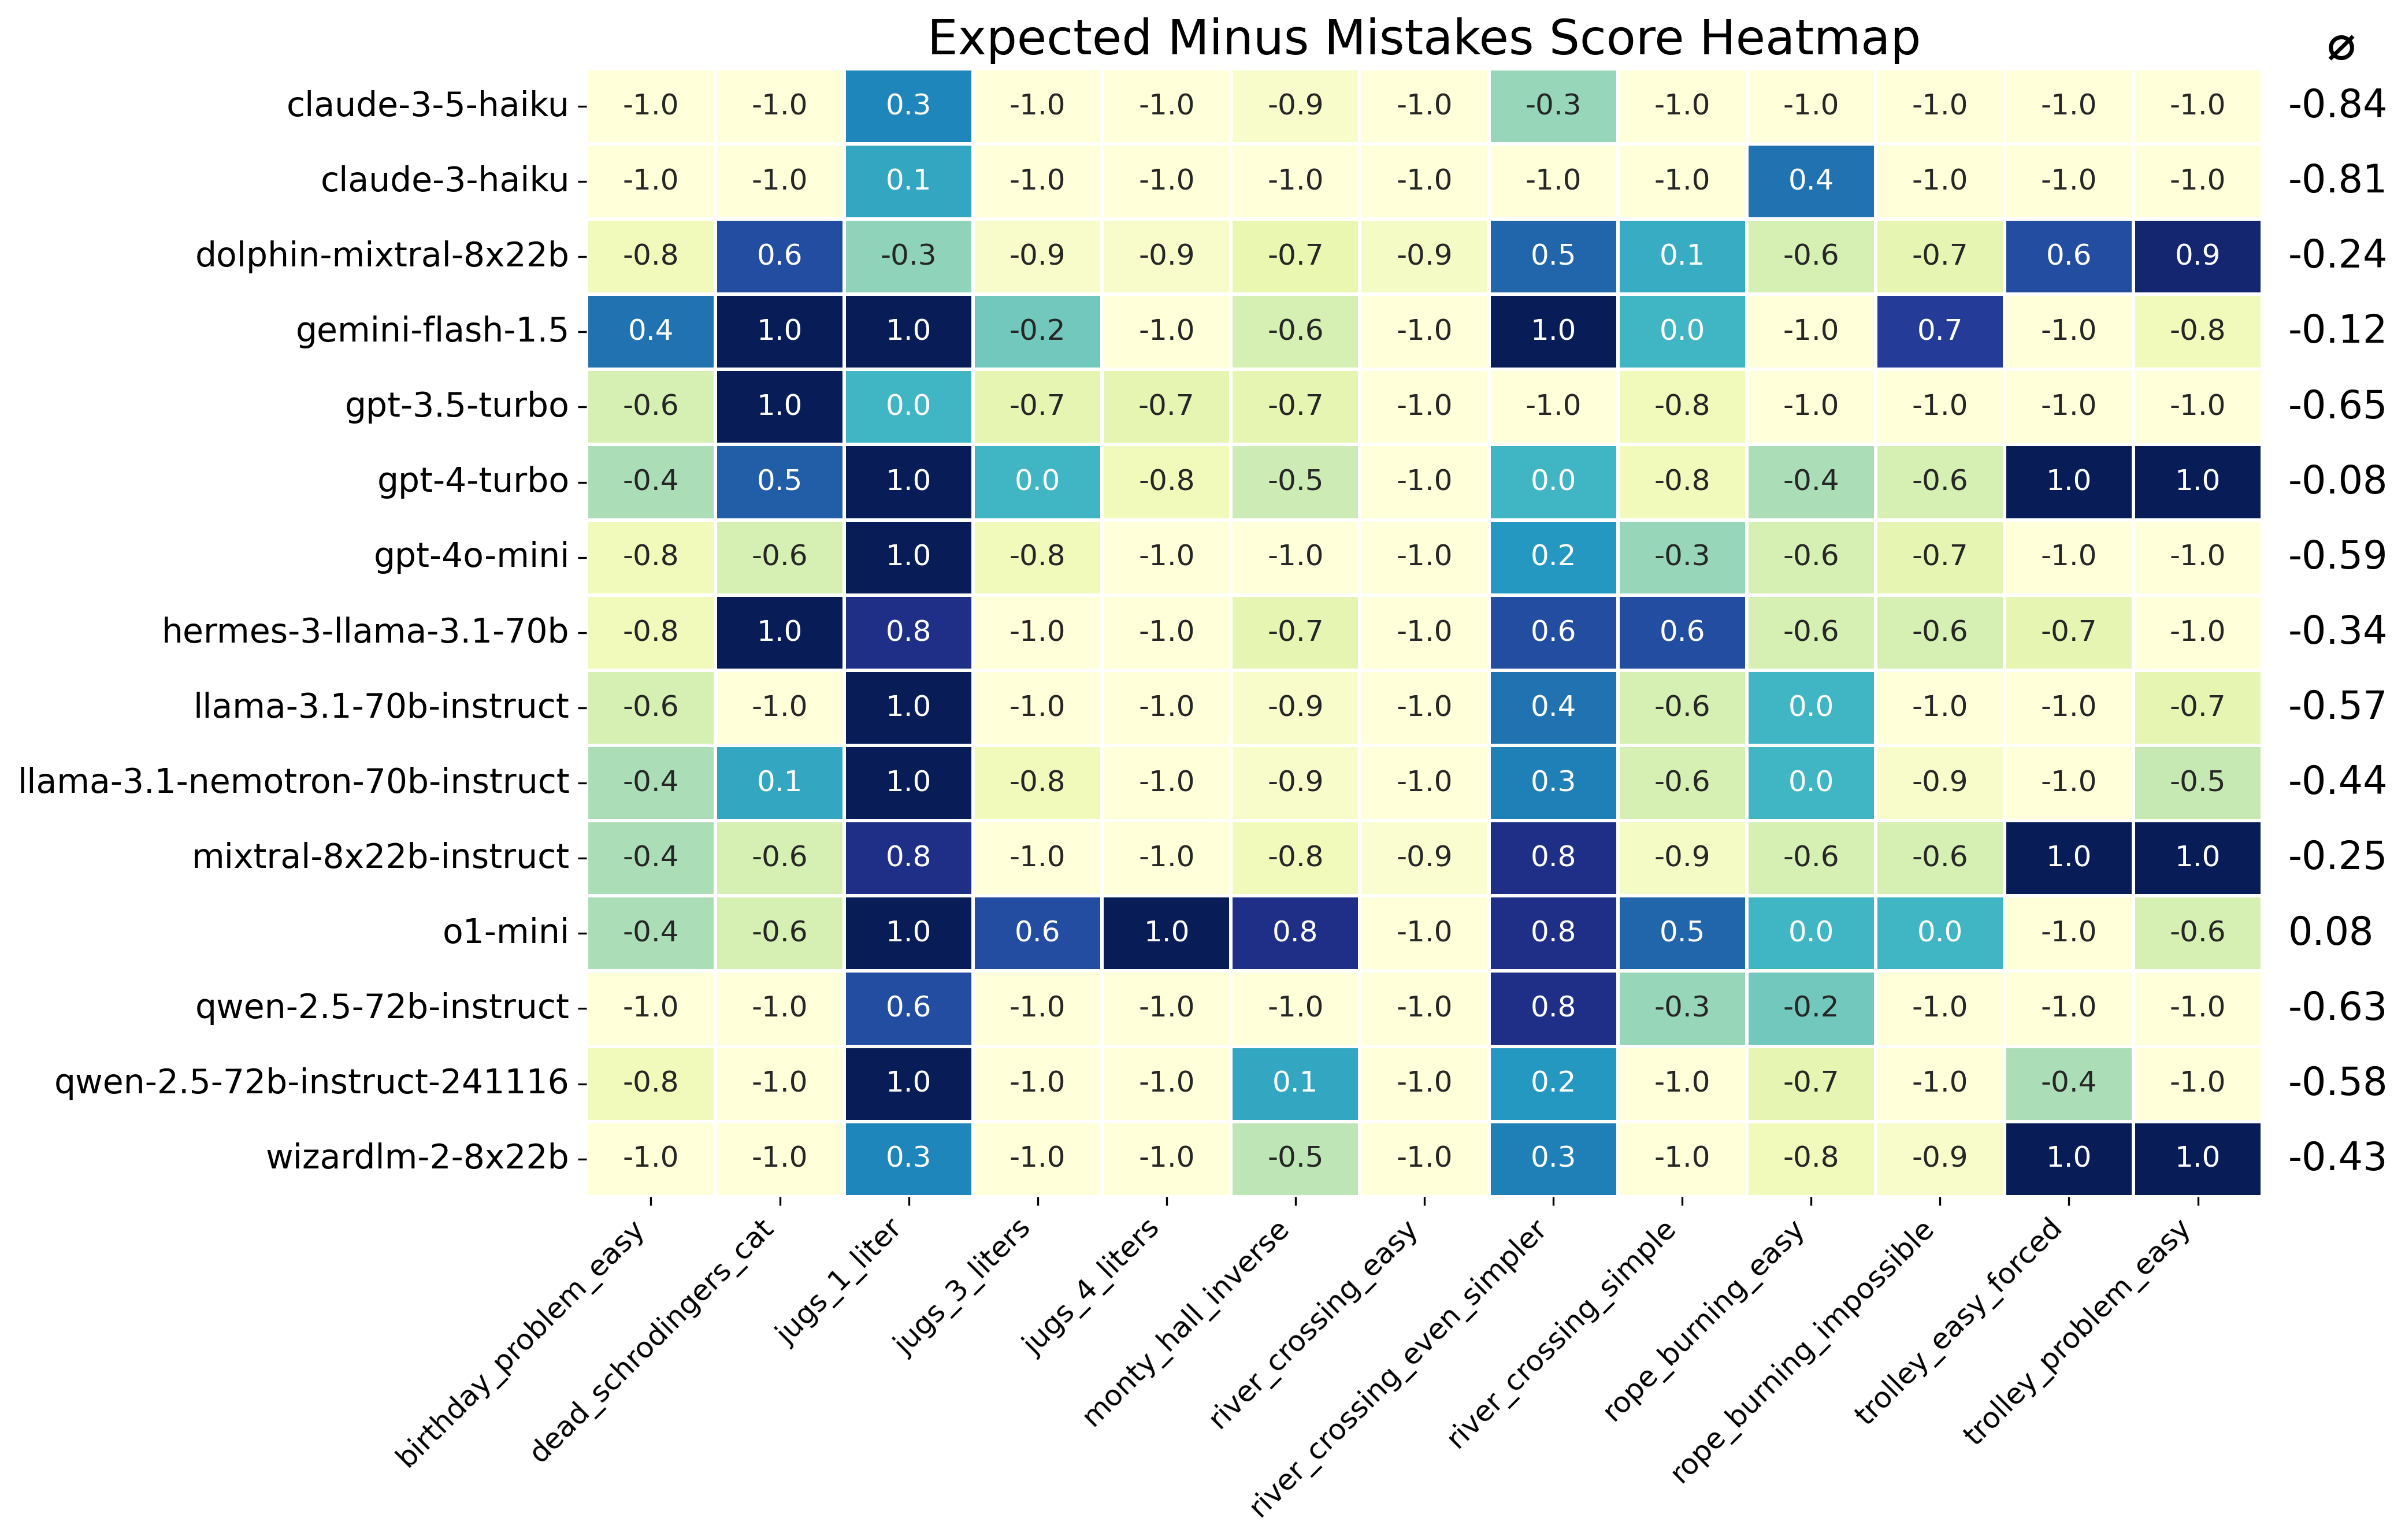 Expected Minus Mistakes Score Heatmap ⌀
claude-3-5-haiku -1.0 -1.0 0.3 -1.0 -1.0 -0.9 -1.0 -0.3 -1.0 -1.0 -1.0 -1.0 -1.0 -0.84
claude-3-haiku -1.0 -1.0 0.1 -1.0 -1.0 -1.0 -1.0 -1.0 -1.0 0.4 -1.0 -1.0 -1.0 -0.81
dolphin-mixtral-8x22b -0.8 0.6 -0.3 -0.9 -0.9 -0.7 -0.9 0.5 0.1 -0.6 -0.7 0.6 0.9 -0.24
gemini-flash-1.5 0.4 1.0 1.0 -0.2 -1.0 -0.6 -1.0 1.0 0.0 -1.0 0.7 -1.0 -0.8 -0.12
gpt-3.5-turbo -0.6 1.0 0.0 -0.7 -0.7 -0.7 -1.0 -1.0 -0.8 -1.0 -1.0 -1.0 -1.0 -0.65
gpt-4-turbo -0.4 0.5 1.0 0.0 -0.8 -0.5 -1.0 0.0 -0.8 -0.4 -0.6 1.0 1.0 -0.08
gpt-4o-mini -0.8 -0.6 1.0 -0.8 -1.0 -1.0 -1.0 0.2 -0.3 -0.6 -0.7 -1.0 -1.0 -0.59
hermes-3-llama-3.1-70b -0.8 1.0 0.8 -1.0 -1.0 -0.7 -1.0 0.6 0.6 -0.6 -0.6 -0.7 -1.0 -0.34
llama-3.1-70b-instruct -0.6 -1.0 1.0 -1.0 -1.0 -0.9 -1.0 0.4 -0.6 0.0 -1.0 -1.0 -0.7 -0.57
llama-3.1-nemotron-70b-instruct -0.4 0.1 1.0 -0.8 -1.0 -0.9 -1.0 0.3 -0.6 0.0 -0.9 -1.0 -0.5 -0.44
mixtral-8x22b-instruct -0.4 -0.6 0.8 -1.0 -1.0 -0.8 -0.9 0.8 -0.9 -0.6 -0.6 1.0 1.0 -0.25
o1-mini -0.4 -0.6 1.0 0.6 1.0 0.8 -1.0 0.8 0.5 0.0 0.0 -1.0 -0.6 0.08
qwen-2.5-72b-instruct -1.0 -1.0 0.6 -1.0 -1.0 -1.0 -1.0 0.8 -0.3 -0.2 -1.0 -1.0 -1.0 -0.63
qwen-2.5-72b-instruct-241116 -0.8 -1.0 1.0 -1.0 -1.0 0.1 -1.0 0.2 -1.0 -0.7 -1.0 -0.4 -1.0 -0.58
wizardlm-2-8x22b -1.0 -1.0 0.3 -1.0 -1.0 -0.5 -1.0 0.3 -1.0 -0.8 -0.9 1.0 1.0 -0.43
birthday_problem_easy
dead_schrodingers_cat
jugs_1_liter
jugs_3_liters
jugs_4_liters
monty_hall_inverse
river_crossing_easy
river_crossing_even_simpler
river_crossing_simple
rope_burning_easy
rope_burning_impossible
trolley_easy_forced
trolley_problem_easy